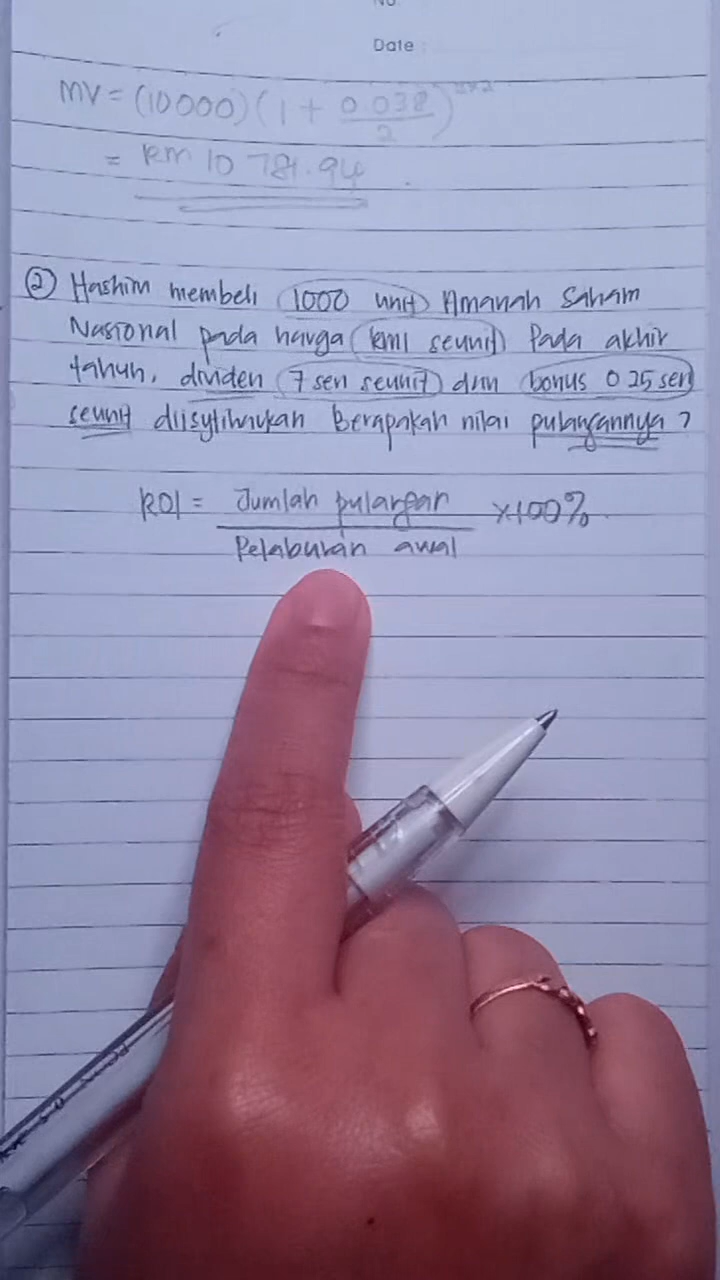 No.
Date :
MV = (10000)(1 + 0.038/2)
= RM 10 781.94
② Hashim membeli 1000 unit Amanah Saham
Nasional pada harga RM1 seunit Pada akhir
tahun, dividen 7 sen seunit dan bonus 0.25 sen
seunit diisytiharkan Berapakah nilai pulangannya ?
ROI = Jumlah pulangan / Pelaburan awal × 100%